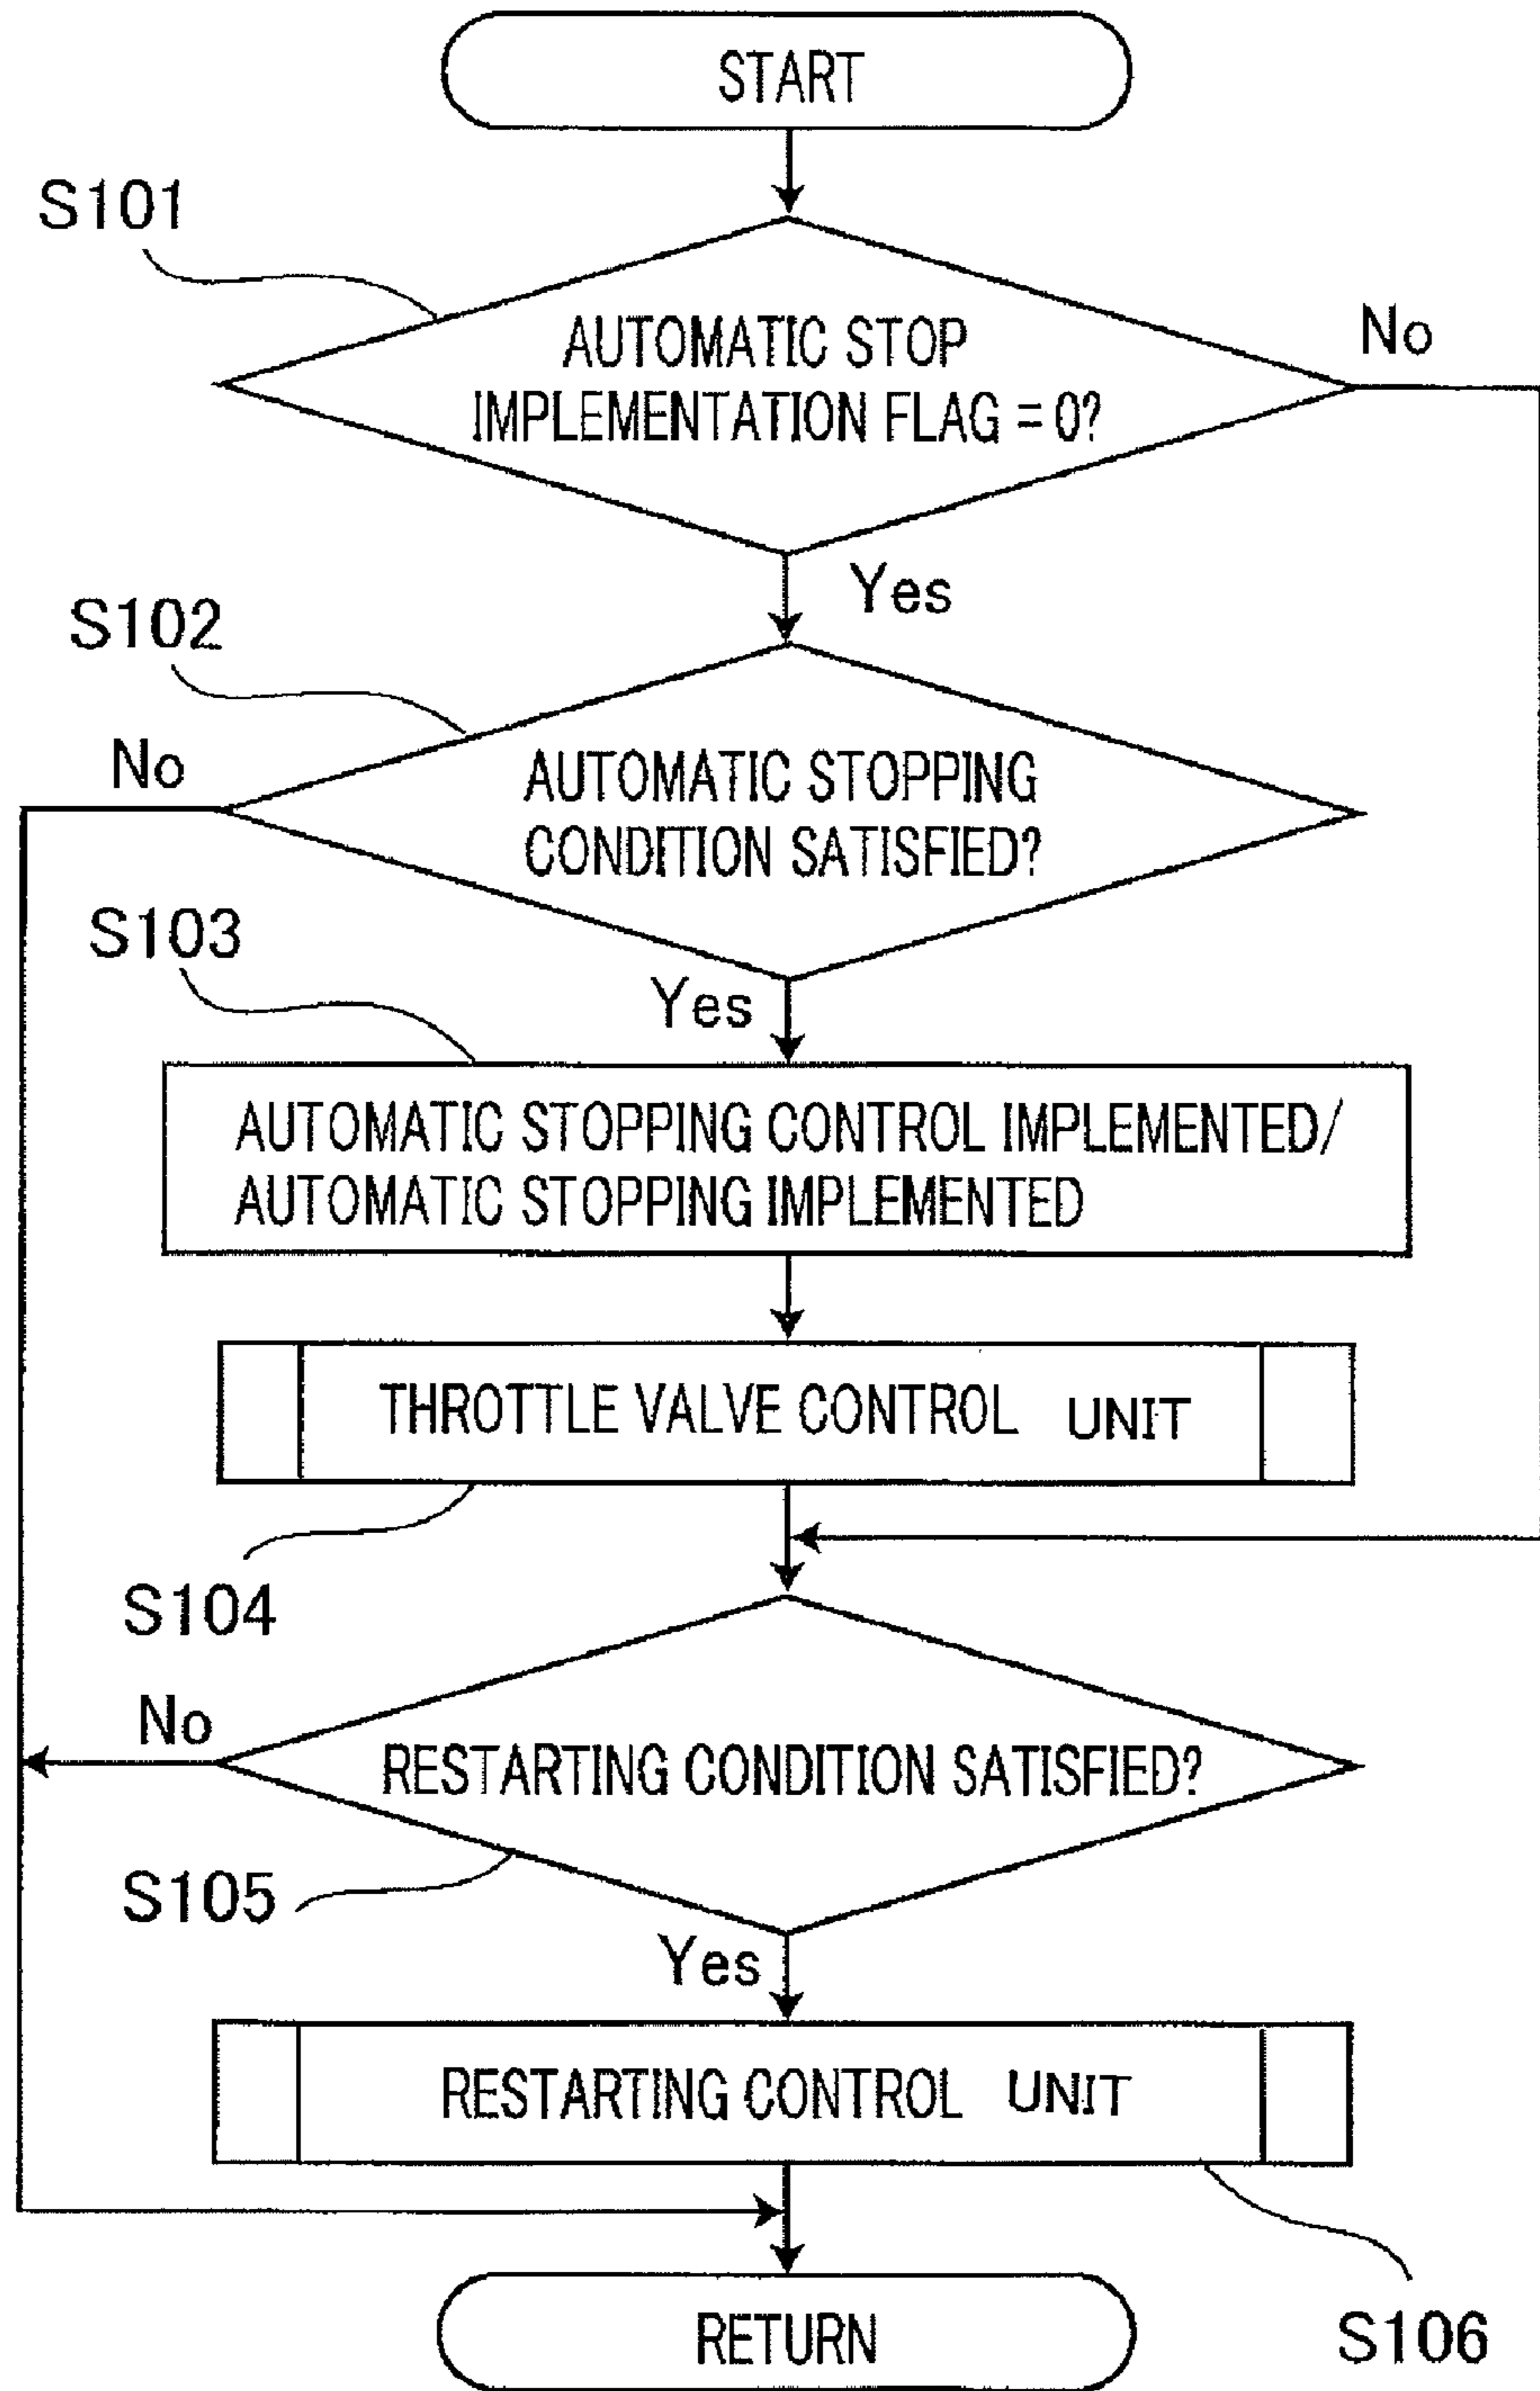 START
S101
AUTOMATIC STOP
IMPLEMENTATION FLAG = 0?
No
Yes
S102
No
AUTOMATIC STOPPING
CONDITION SATISFIED?
S103
Yes
AUTOMATIC STOPPING CONTROL IMPLEMENTED/
AUTOMATIC STOPPING IMPLEMENTED
THROTTLE VALVE CONTROL UNIT
S104
No
RESTARTING CONDITION SATISFIED?
S105
Yes
RESTARTING CONTROL UNIT
RETURN
S106